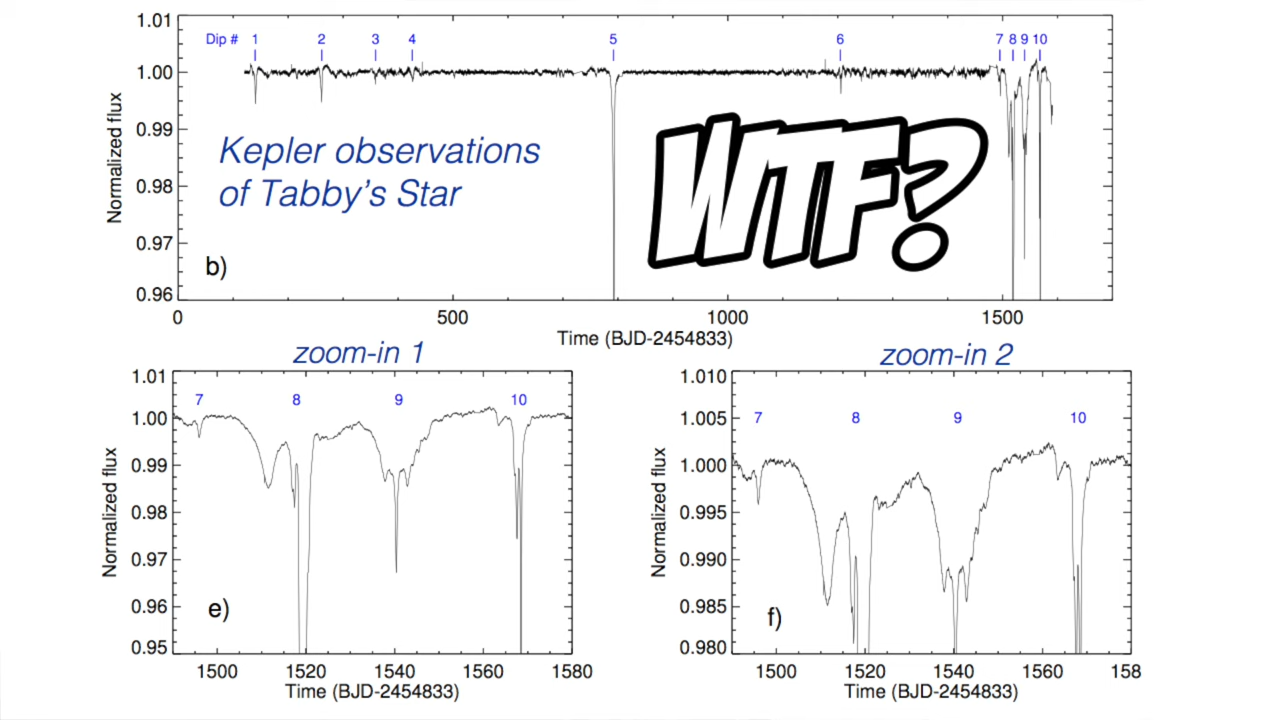 1.01
Dip # 1 2 3 4 5 6 7 8 9 10
1.00
0.99
Kepler observations
of Tabby's Star
WTF?
0.98
0.97
b)
0.96
Normalized flux
0 500 1000 1500
Time (BJD-2454833)
zoom-in 1
1.01
7 8 9 10
1.00
0.99
0.98
0.97
0.96
e)
0.95
Normalized flux
1500 1520 1540 1560 1580
Time (BJD-2454833)
zoom-in 2
1.010
7 8 9 10
1.005
1.000
0.995
0.990
0.985
f)
0.980
Normalized flux
1500 1520 1540 1560 158
Time (BJD-2454833)